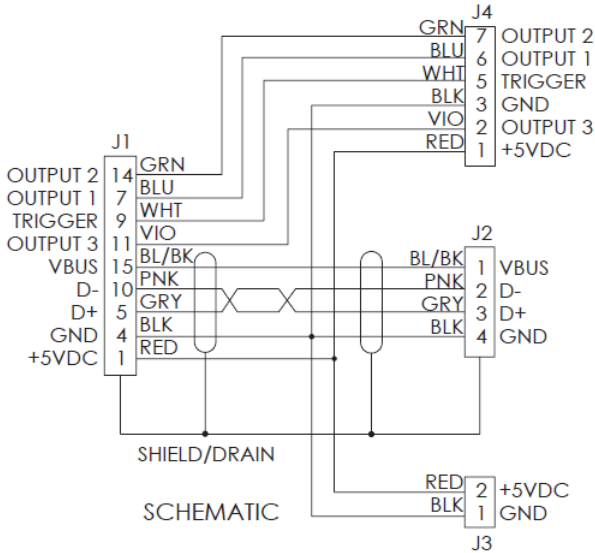 J4
GRN 7 OUTPUT 2
BLU 6 OUTPUT 1
WHT 5 TRIGGER
BLK 3 GND
VIO 2 OUTPUT 3
RED 1 +5VDC
J1
OUTPUT 2 14 GRN
OUTPUT 1 7 BLU
TRIGGER 9 WHT
OUTPUT 3 11 VIO
VBUS 15 BL/BK
D- 10 PNK
D+ 5 GRY
GND 4 BLK
+5VDC 1 RED
J2
BL/BK 1 VBUS
PNK 2 D-
GRY 3 D+
BLK 4 GND
SHIELD/DRAIN
SCHEMATIC
RED 2 +5VDC
BLK 1 GND
J3